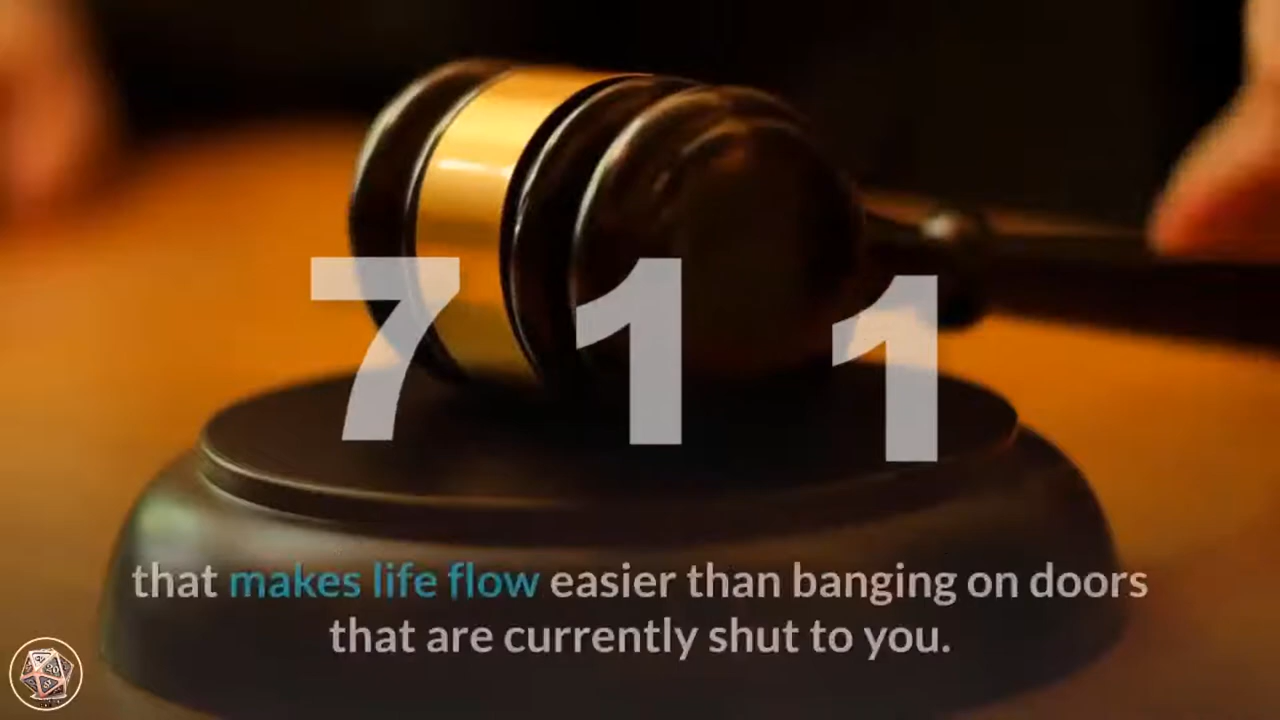 7 1 1
that makes life flow easier than banging on doors
that are currently shut to you.